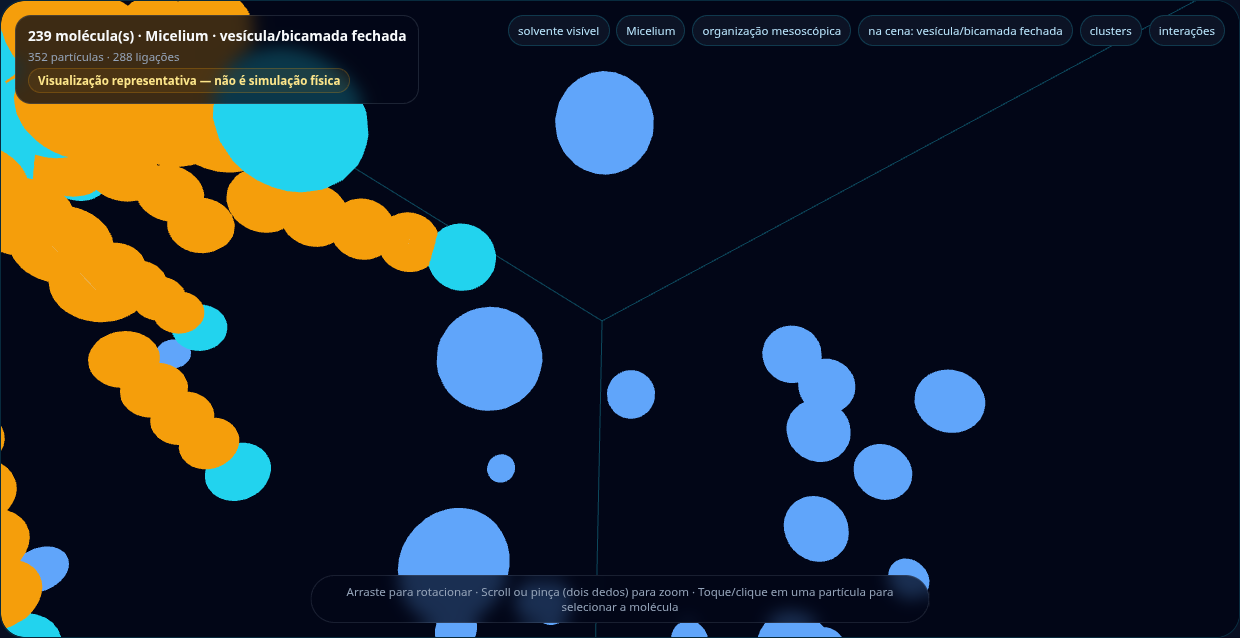 239 molécula(s) · Micelium · vesícula/bicamada fechada
352 partículas · 288 ligações
Visualização representativa — não é simulação física
solvente visível
Micelium
organização mesoscópica
na cena: vesícula/bicamada fechada
clusters
interações
Arraste para rotacionar · Scroll ou pinça (dois dedos) para zoom · Toque/clique em uma partícula para
selecionar a molécula